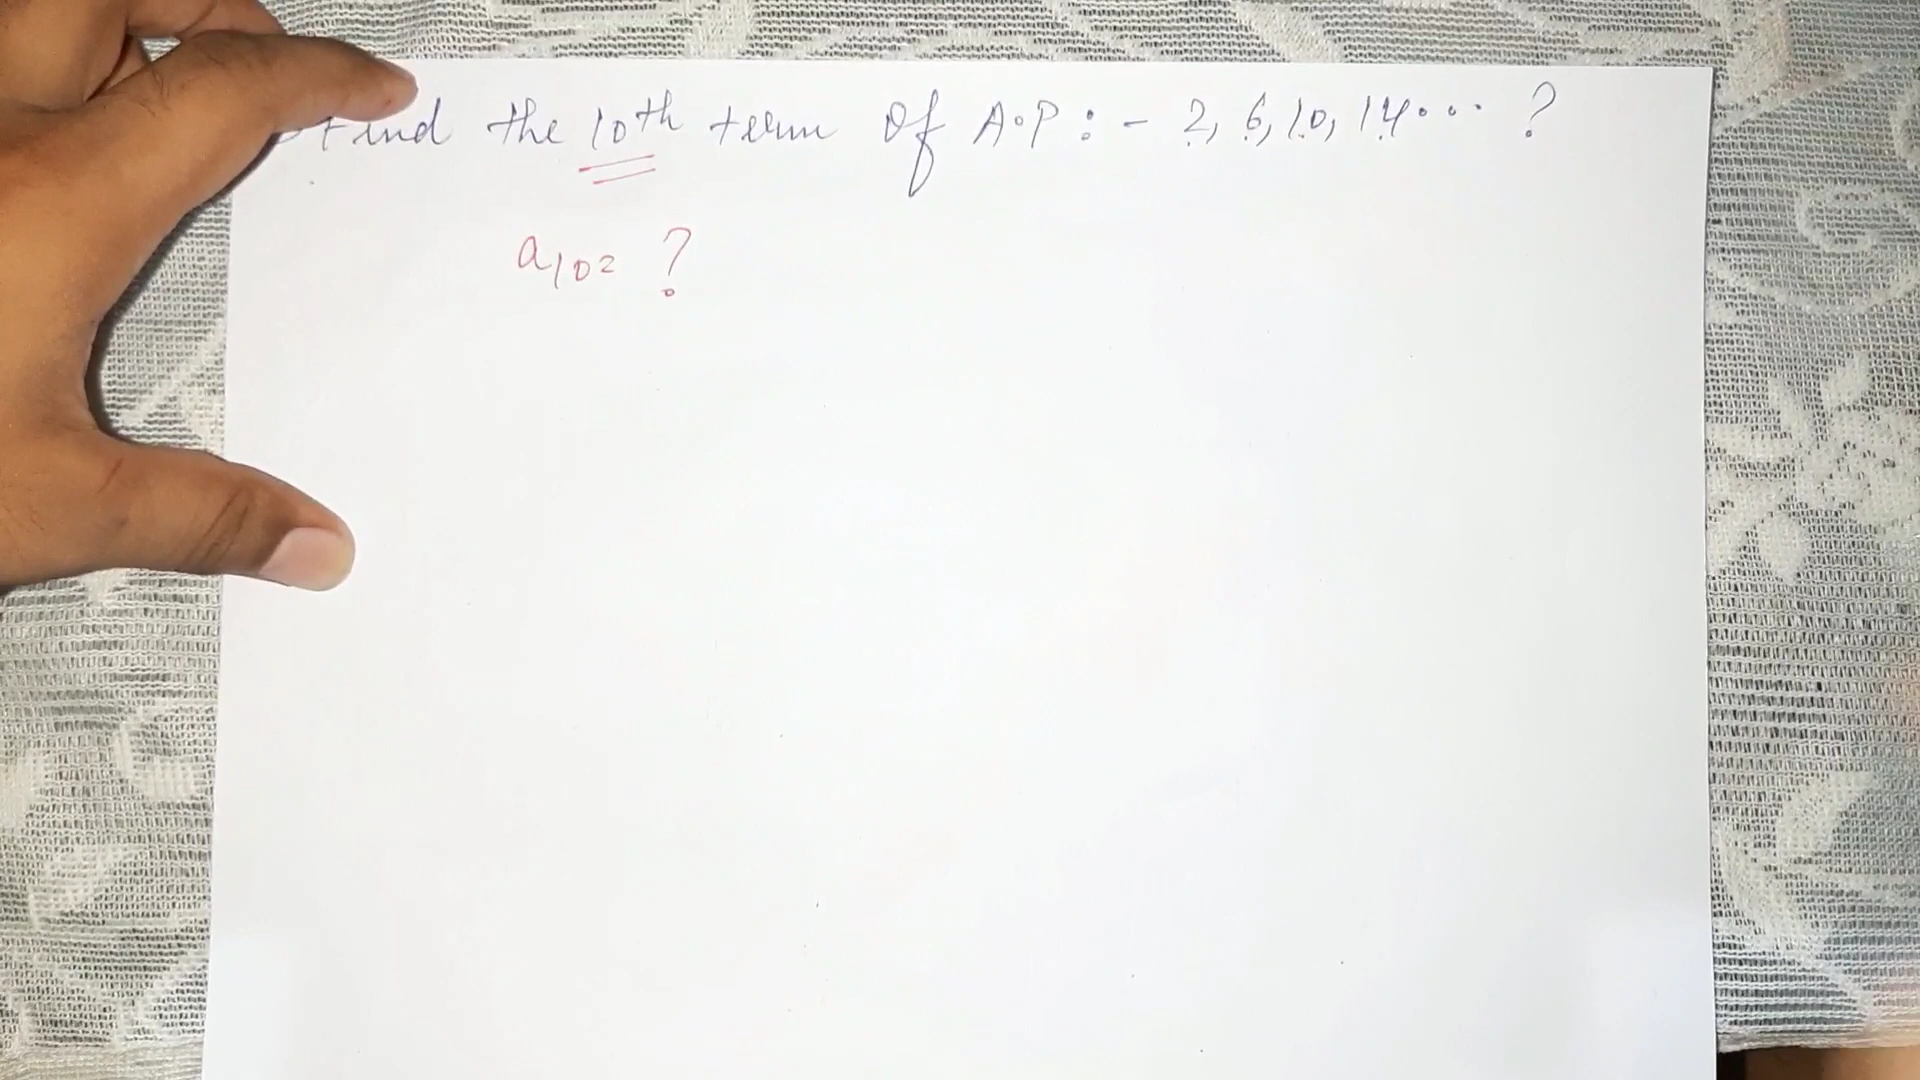 Find the 10th term of A.P :- 2, 6, 10, 14... ?
a10= ?